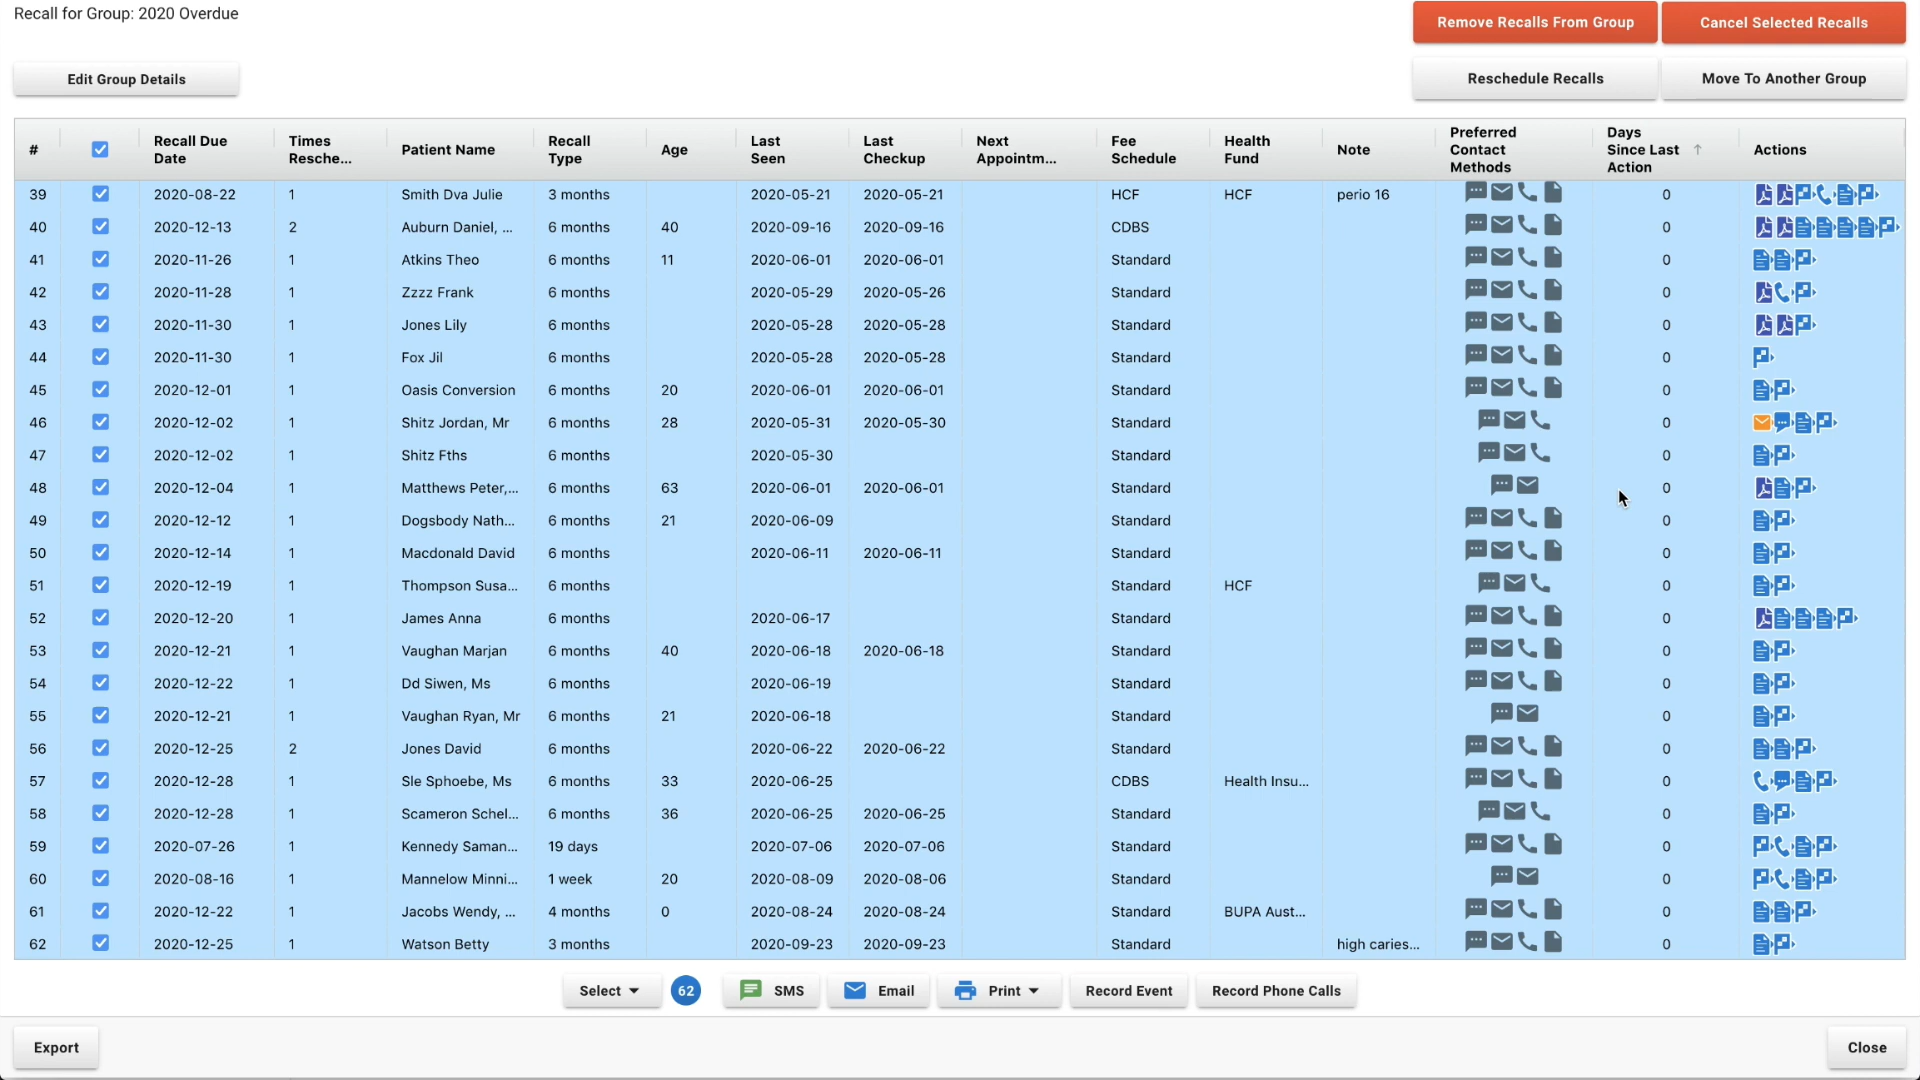 Recall for Group: 2020 Overdue
Remove Recalls From Group
Cancel Selected Recalls
Edit Group Details
Reschedule Recalls
Move To Another Group
# Recall Due Date Times Resche... Patient Name Recall Type Age Last Seen Last Checkup Next Appointm... Fee Schedule Health Fund Note Preferred Contact Methods Days Since Last Action Actions
39 2020-08-22 1 Smith Dva Julie 3 months 2020-05-21 2020-05-21 HCF HCF perio 16 0
40 2020-12-13 2 Auburn Daniel, ... 6 months 40 2020-09-16 2020-09-16 CDBS 0
41 2020-11-26 1 Atkins Theo 6 months 11 2020-06-01 2020-06-01 Standard 0
42 2020-11-28 1 Zzzz Frank 6 months 2020-05-29 2020-05-26 Standard 0
43 2020-11-30 1 Jones Lily 6 months 2020-05-28 2020-05-28 Standard 0
44 2020-11-30 1 Fox Jil 6 months 2020-05-28 2020-05-28 Standard 0
45 2020-12-01 1 Oasis Conversion 6 months 20 2020-06-01 2020-06-01 Standard 0
46 2020-12-02 1 Shitz Jordan, Mr 6 months 28 2020-05-31 2020-05-30 Standard 0
47 2020-12-02 1 Shitz Fths 6 months 2020-05-30 Standard 0
48 2020-12-04 1 Matthews Peter,... 6 months 63 2020-06-01 2020-06-01 Standard 0
49 2020-12-12 1 Dogsbody Nath... 6 months 21 2020-06-09 Standard 0
50 2020-12-14 1 Macdonald David 6 months 2020-06-11 2020-06-11 Standard 0
51 2020-12-19 1 Thompson Susa... 6 months Standard HCF 0
52 2020-12-20 1 James Anna 6 months 2020-06-17 Standard 0
53 2020-12-21 1 Vaughan Marjan 6 months 40 2020-06-18 2020-06-18 Standard 0
54 2020-12-22 1 Dd Siwen, Ms 6 months 2020-06-19 Standard 0
55 2020-12-21 1 Vaughan Ryan, Mr 6 months 21 2020-06-18 Standard 0
56 2020-12-25 2 Jones David 6 months 2020-06-22 2020-06-22 Standard 0
57 2020-12-28 1 Sle Sphoebe, Ms 6 months 33 2020-06-25 CDBS Health Insu... 0
58 2020-12-28 1 Scameron Schel... 6 months 36 2020-06-25 2020-06-25 Standard 0
59 2020-07-26 1 Kennedy Saman... 19 days 2020-07-06 2020-07-06 Standard 0
60 2020-08-16 1 Mannelow Minni... 1 week 20 2020-08-09 2020-08-06 Standard 0
61 2020-12-22 1 Jacobs Wendy, ... 4 months 0 2020-08-24 2020-08-24 Standard BUPA Aust... 0
62 2020-12-25 1 Watson Betty 3 months 2020-09-23 2020-09-23 Standard high caries... 0
Select 62 SMS Email Print Record Event Record Phone Calls
Export
Close